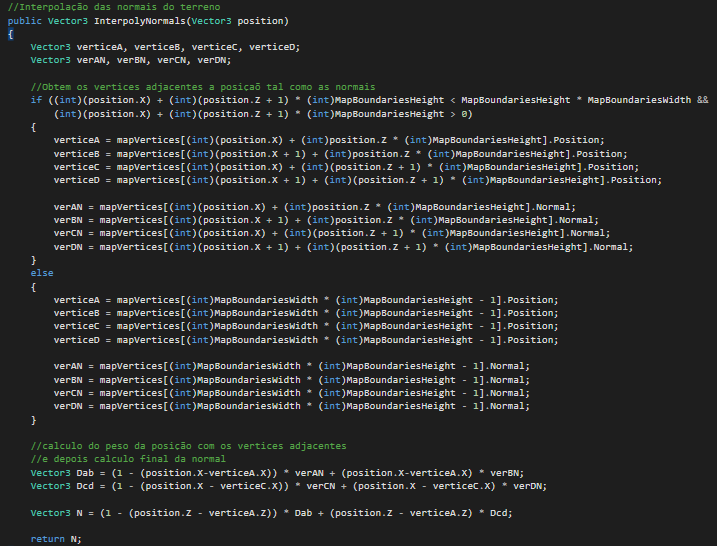 //Interpolação das normais do terreno
public Vector3 InterpolyNormals(Vector3 position)
{
    Vector3 verticeA, verticeB, verticeC, verticeD;
    Vector3 verAN, verBN, verCN, verDN;

    //Obtem os vertices adjacentes a posiçaõ tal como as normais
    if ((int)(position.X) + (int)(position.Z + 1) * (int)MapBoundariesHeight < MapBoundariesHeight * MapBoundariesWidth &&
        (int)(position.X) + (int)(position.Z + 1) * (int)MapBoundariesHeight > 0)
    {
        verticeA = mapVertices[(int)(position.X) + (int)position.Z * (int)MapBoundariesHeight].Position;
        verticeB = mapVertices[(int)(position.X + 1) + (int)position.Z * (int)MapBoundariesHeight].Position;
        verticeC = mapVertices[(int)(position.X) + (int)(position.Z + 1) * (int)MapBoundariesHeight].Position;
        verticeD = mapVertices[(int)(position.X + 1) + (int)(position.Z + 1) * (int)MapBoundariesHeight].Position;

        verAN = mapVertices[(int)(position.X) + (int)position.Z * (int)MapBoundariesHeight].Normal;
        verBN = mapVertices[(int)(position.X + 1) + (int)position.Z * (int)MapBoundariesHeight].Normal;
        verCN = mapVertices[(int)(position.X) + (int)(position.Z + 1) * (int)MapBoundariesHeight].Normal;
        verDN = mapVertices[(int)(position.X + 1) + (int)(position.Z + 1) * (int)MapBoundariesHeight].Normal;
    }
    else
    {
        verticeA = mapVertices[(int)MapBoundariesWidth * (int)MapBoundariesHeight - 1].Position;
        verticeB = mapVertices[(int)MapBoundariesWidth * (int)MapBoundariesHeight - 1].Position;
        verticeC = mapVertices[(int)MapBoundariesWidth * (int)MapBoundariesHeight - 1].Position;
        verticeD = mapVertices[(int)MapBoundariesWidth * (int)MapBoundariesHeight - 1].Position;

        verAN = mapVertices[(int)MapBoundariesWidth * (int)MapBoundariesHeight - 1].Normal;
        verBN = mapVertices[(int)MapBoundariesWidth * (int)MapBoundariesHeight - 1].Normal;
        verCN = mapVertices[(int)MapBoundariesWidth * (int)MapBoundariesHeight - 1].Normal;
        verDN = mapVertices[(int)MapBoundariesWidth * (int)MapBoundariesHeight - 1].Normal;
    }

    //calculo do peso da posição com os vertices adjacentes
    //e depois calculo final da normal
    Vector3 Dab = (1 - (position.X-verticeA.X)) * verAN + (position.X-verticeA.X) * verBN;
    Vector3 Dcd = (1 - (position.X - verticeC.X)) * verCN + (position.X - verticeC.X) * verDN;

    Vector3 N = (1 - (position.Z - verticeA.Z)) * Dab + (position.Z - verticeA.Z) * Dcd;

    return N;